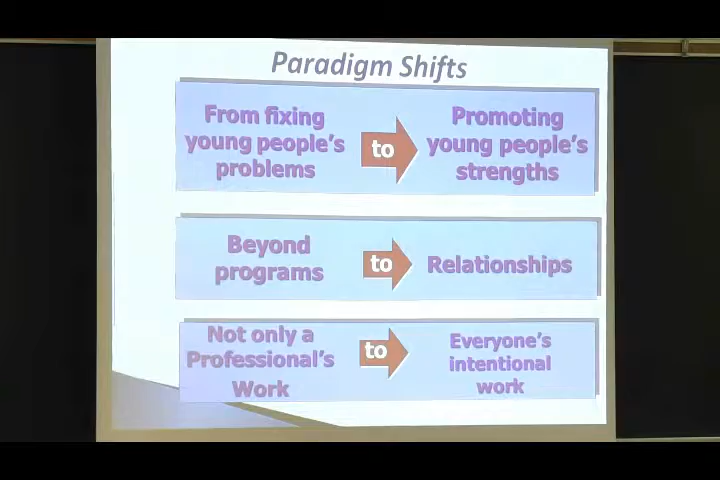 Paradigm Shifts
From fixing
young people's
problems
to
Promoting
young people's
strengths
Beyond
programs
to
Relationships
Not only a
Professional's
Work
to
Everyone's
intentional
work